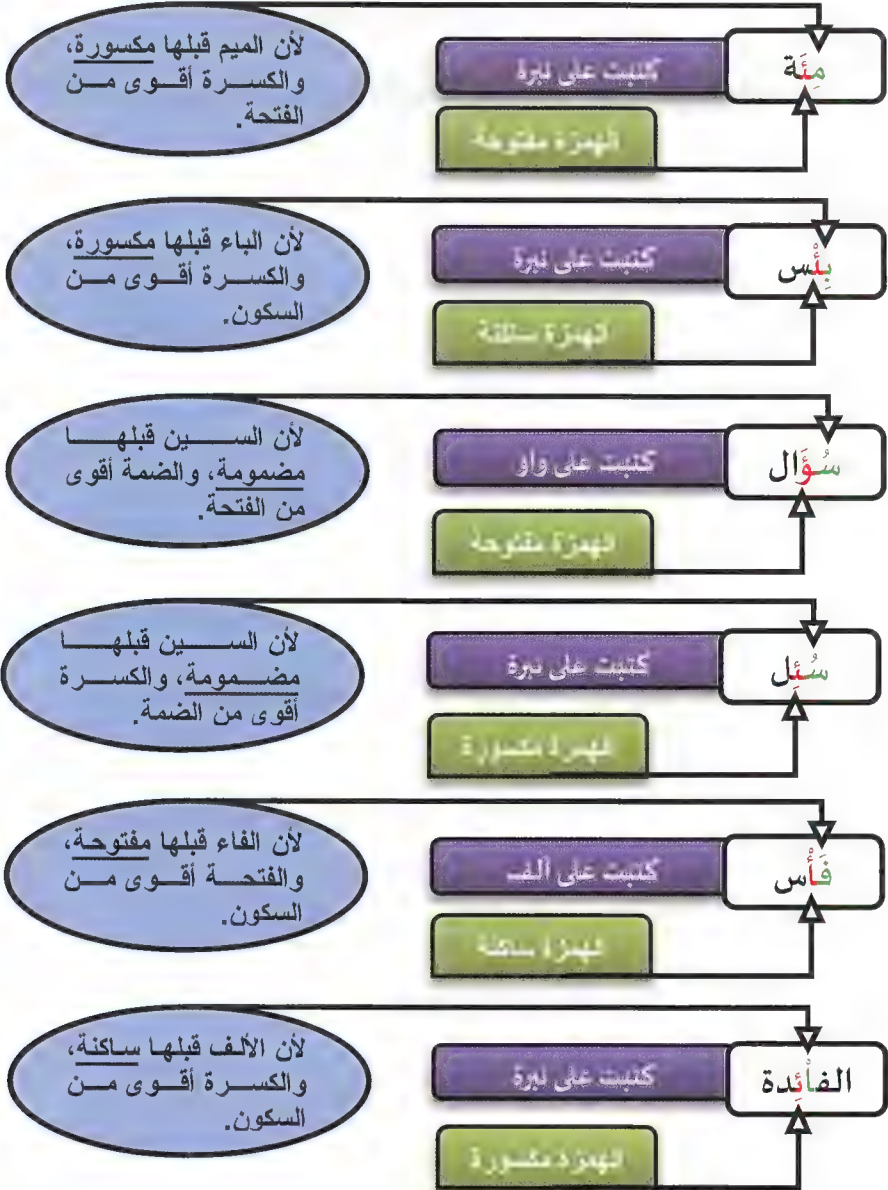 مِئَة
كتبت على نبرة
الهمزة مفتوحة
لأن الميم قبلها مكسورة،
والكسرة أقوى من
الفتحة.
بِئْس
كتبت على نبرة
الهمزة ساكنة
لأن الباء قبلها مكسورة،
والكسرة أقوى من
السكون.
سُؤَال
كتبت على واو
الهمزة مفتوحة
لأن السين قبلها
مضمومة، والضمة أقوى
من الفتحة.
سُئِل
كتبت على نبرة
الهمزة مكسورة
لأن السين قبلها
مضمومة، والكسرة
أقوى من الضمة.
فَأْس
كتبت على ألف
الهمزة ساكنة
لأن الفاء قبلها مفتوحة،
والفتحة أقوى من
السكون.
الفاْئِدة
كتبت على نبرة
الهمزة مكسورة
لأن الألف قبلها ساكنة،
والكسرة أقوى من
السكون.